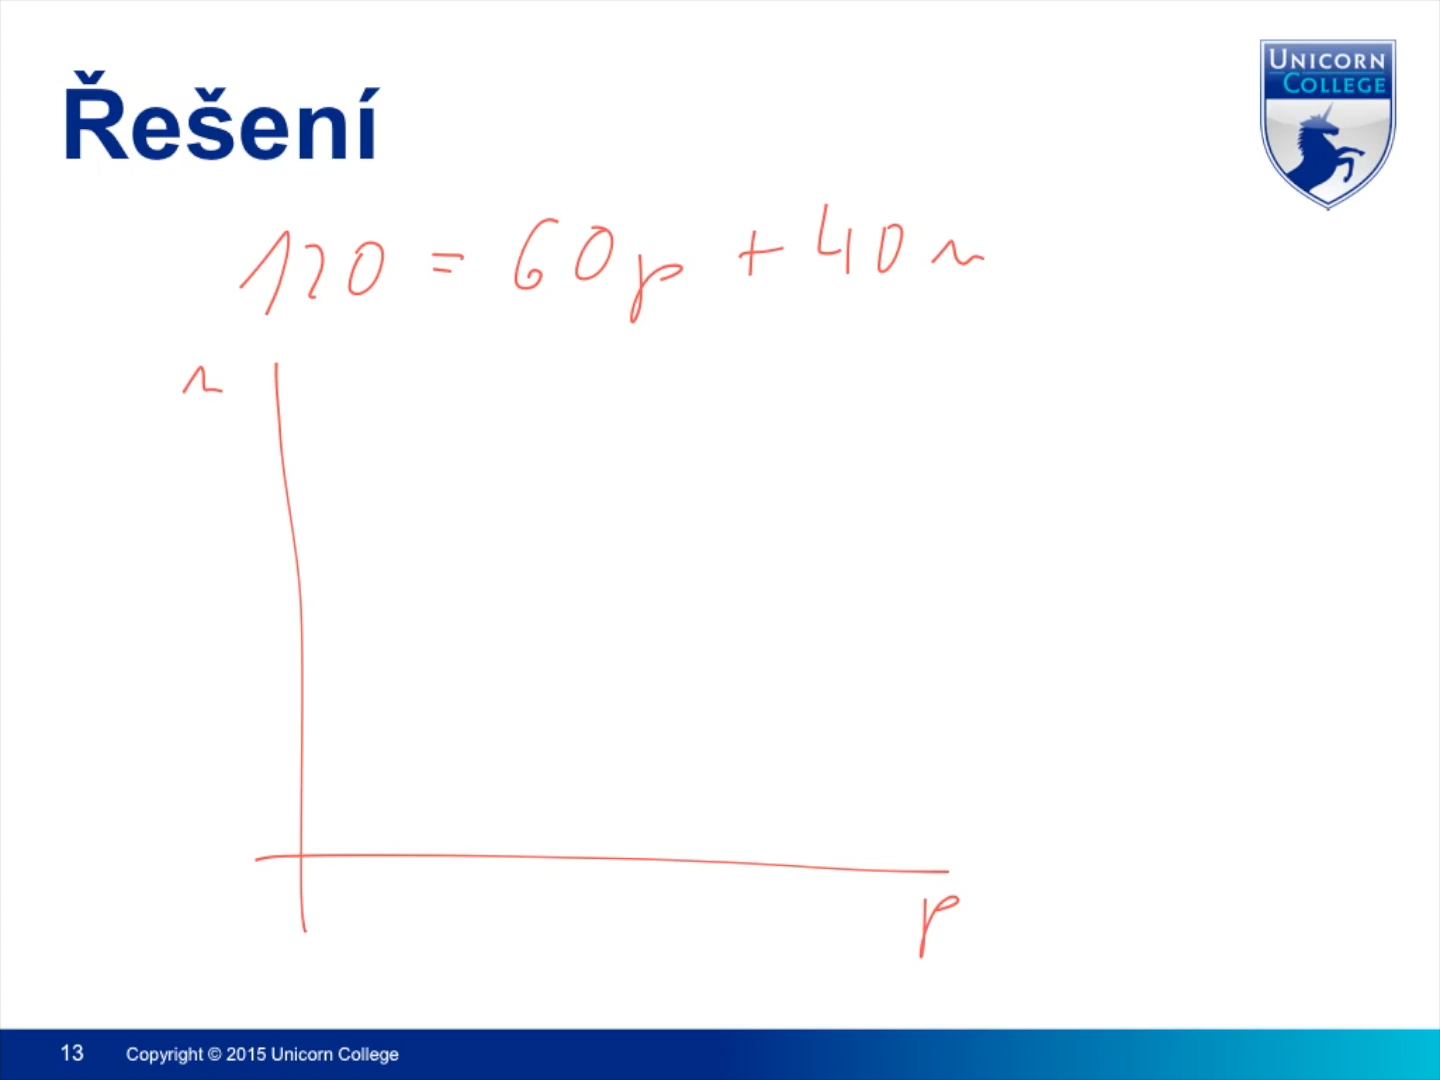 Řešení
UNICORN
COLLEGE
120 = 60p + 40n
n
p
13 Copyright © 2015 Unicorn College